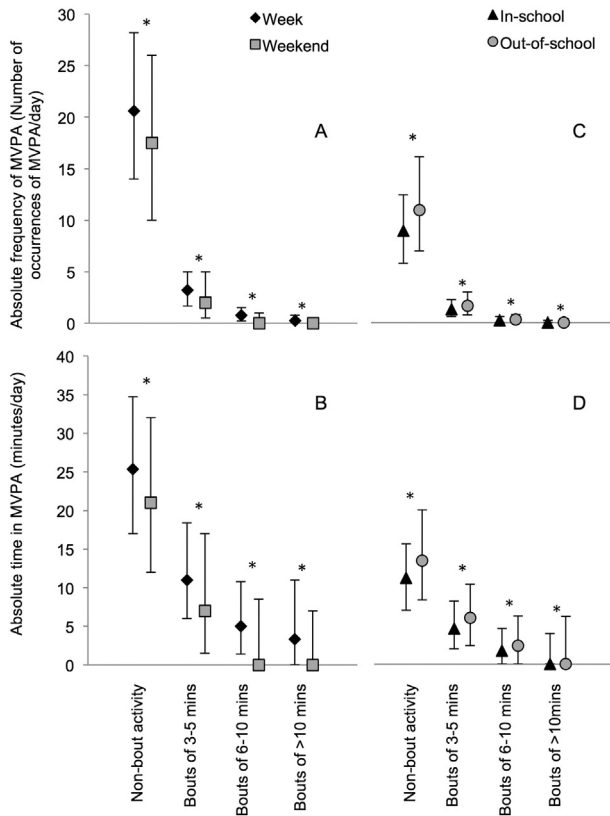 Week
Weekend
In-school
Out-of-school
Absolute frequency of MVPA (Number of
occurrences of MVPA/day)
30
25
20
15
10
5
0
*
*
*
*
A
*
*
*
*
C
Absolute time in MVPA (minutes/day)
40
35
30
25
20
15
10
5
0
*
*
*
*
B
*
*
*
*
D
Non-bout activity
Bouts of 3-5 mins
Bouts of 6-10 mins
Bouts of >10 mins
Non-bout activity
Bouts of 3-5 mins
Bouts of 6-10 mins
Bouts of >10mins